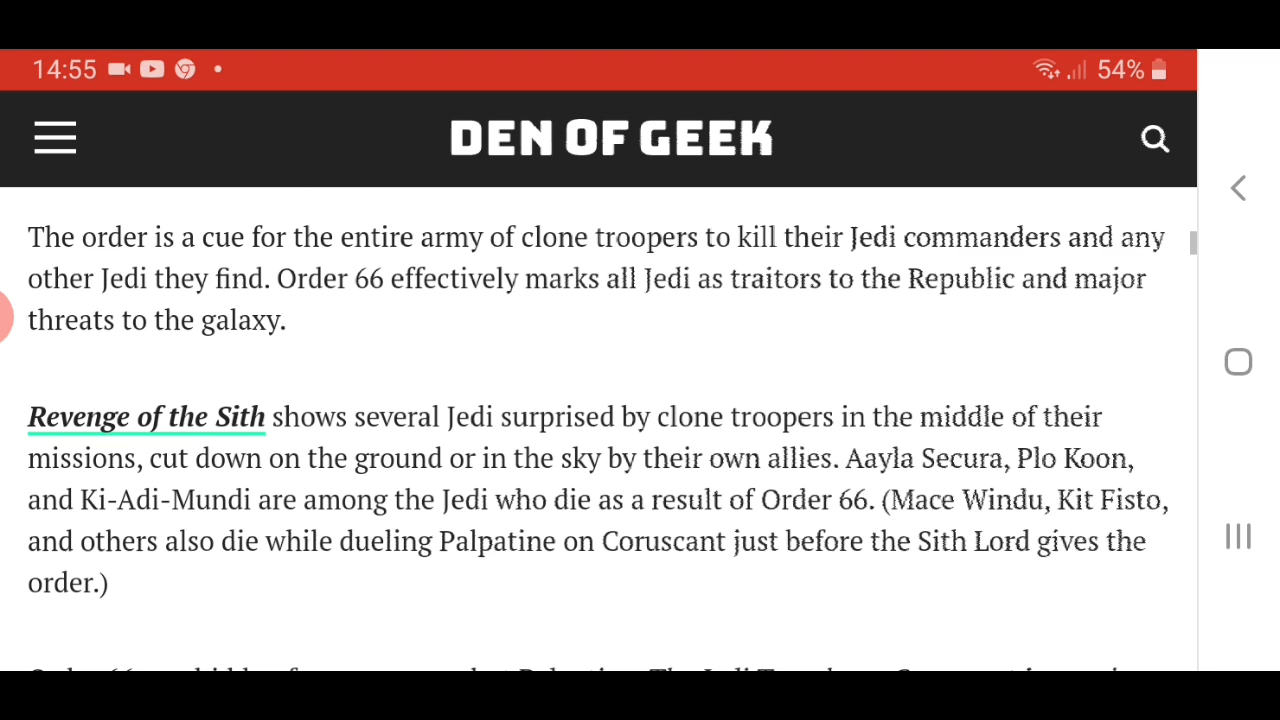 14:55 54%
DEN OF GEEK
The order is a cue for the entire army of clone troopers to kill their Jedi commanders and any
other Jedi they find. Order 66 effectively marks all Jedi as traitors to the Republic and major
threats to the galaxy.
Revenge of the Sith shows several Jedi surprised by clone troopers in the middle of their
missions, cut down on the ground or in the sky by their own allies. Aayla Secura, Plo Koon,
and Ki-Adi-Mundi are among the Jedi who die as a result of Order 66. (Mace Windu, Kit Fisto,
and others also die while dueling Palpatine on Coruscant just before the Sith Lord gives the
order.)